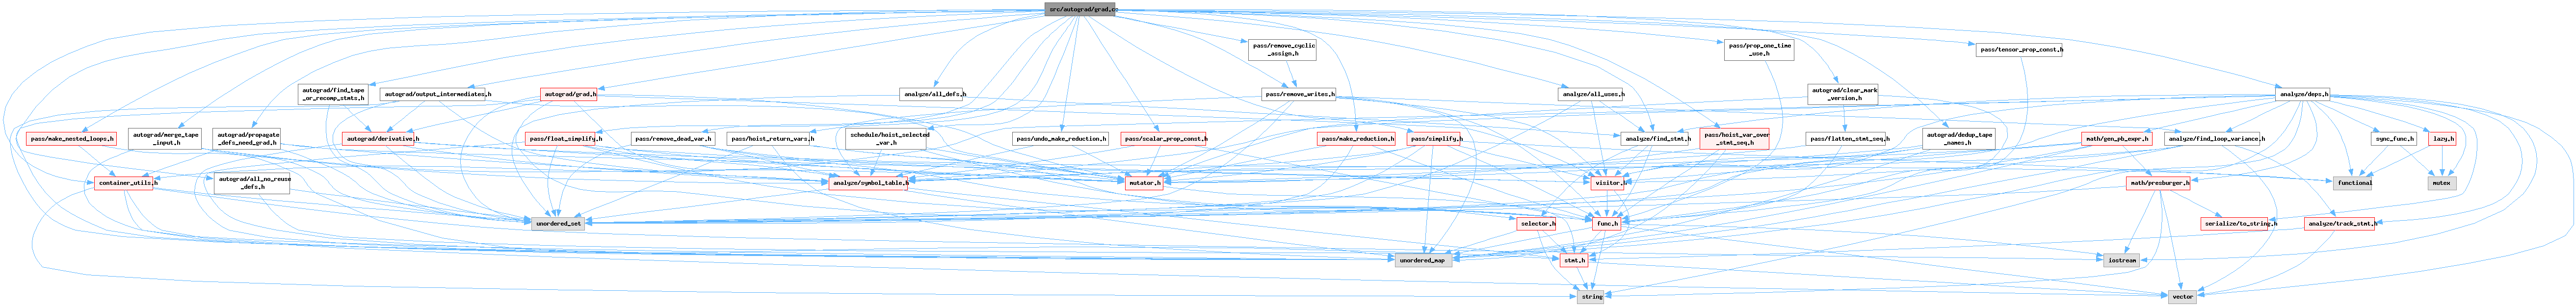 src/autograd/grad.cc
pass/remove_cyclic
_assign.h
pass/prop_one_time
_use.h
pass/tensor_prop_const.h
autograd/find_tape
_or_recomp_stmts.h
autograd/output_intermediates.h
autograd/grad.h
analyze/all_defs.h
pass/remove_writes.h
analyze/all_uses.h
autograd/clear_mark
_version.h
analyze/deps.h
pass/make_nested_loops.h
autograd/merge_tape
_input.h
autograd/propagate
_defs_need_grad.h
autograd/derivative.h
pass/float_simplify.h
pass/remove_dead_var.h
pass/hoist_return_vars.h
schedule/hoist_selected
_var.h
pass/undo_make_reduction.h
pass/scalar_prop_const.h
pass/make_reduction.h
pass/simplify.h
analyze/find_stmt.h
pass/hoist_var_over
_stmt_seq.h
pass/flatten_stmt_seq.h
autograd/dedup_tape
_names.h
math/gen_pb_expr.h
analyze/find_loop_variance.h
sync_func.h
lazy.h
container_utils.h
autograd/all_no_reuse
_defs.h
analyze/symbol_table.h
mutator.h
visitor.h
math/presburger.h
functional
mutex
unordered_set
selector.h
func.h
serialize/to_string.h
analyze/track_stmt.h
unordered_map
stmt.h
iostream
string
vector